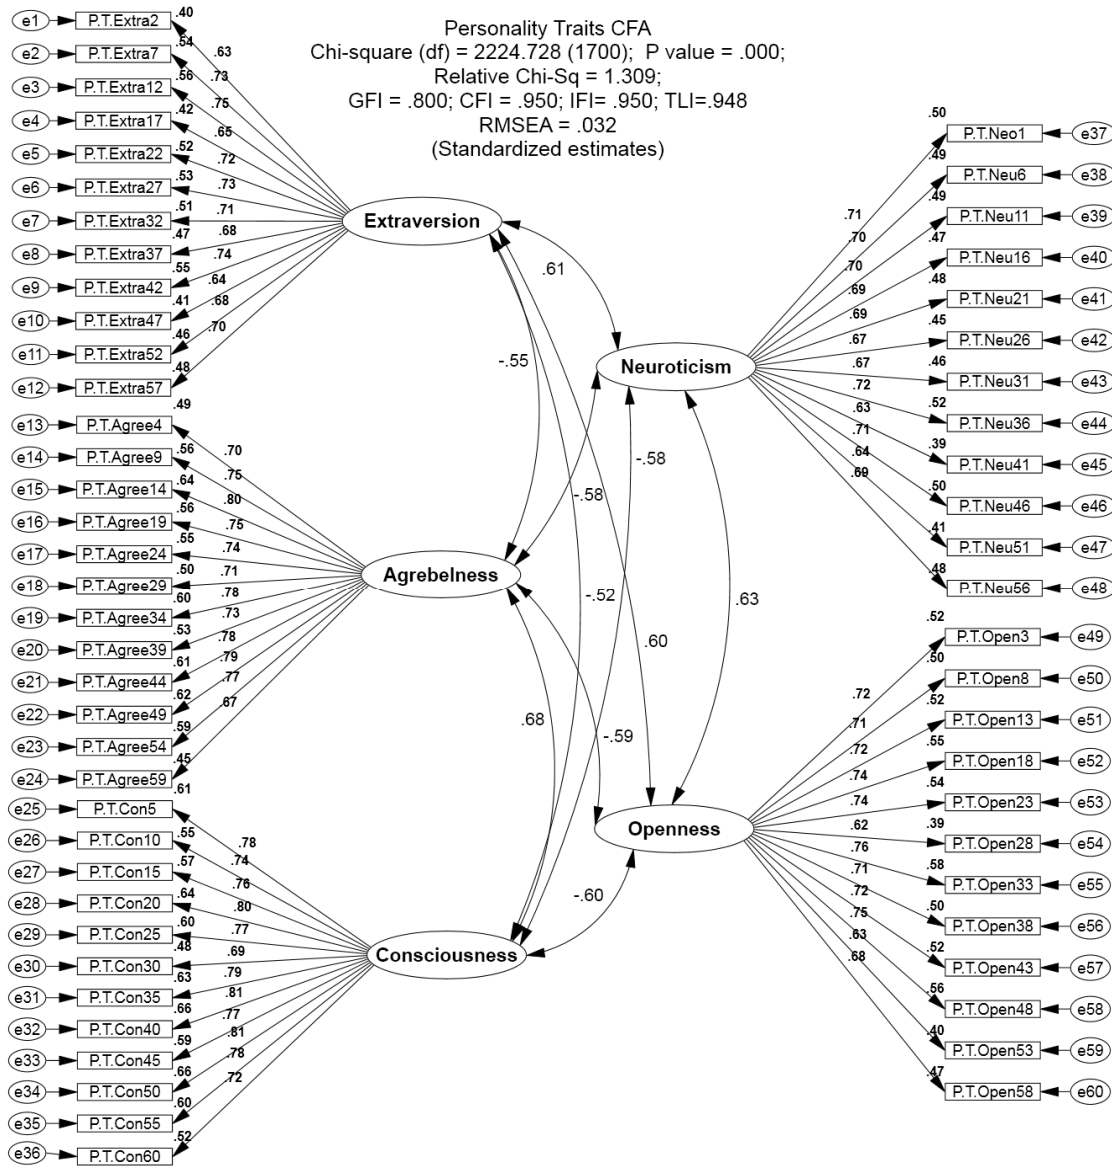 Personality Traits CFA
Chi-square (df) = 2224.728 (1700); P value = .000;
Relative Chi-Sq = 1.309;
GFI = .800; CFI = .950; IFI= .950; TLI=.948
RMSEA = .032
(Standardized estimates)
e1 P.T.Extra2 .40 .63
e2 P.T.Extra7 .54 .73
e3 P.T.Extra12 .56 .75
e4 P.T.Extra17 .42 .65
e5 P.T.Extra22 .52 .72
e6 P.T.Extra27 .53 .73
e7 P.T.Extra32 .51 .71
e8 P.T.Extra37 .47 .68
e9 P.T.Extra42 .55 .74
e10 P.T.Extra47 .41 .64
e11 P.T.Extra52 .46 .68
e12 P.T.Extra57 .48 .70
Extraversion
e13 P.T.Agree4 .49 .70
e14 P.T.Agree9 .56 .75
e15 P.T.Agree14 .64 .80
e16 P.T.Agree19 .56 .75
e17 P.T.Agree24 .55 .74
e18 P.T.Agree29 .50 .71
e19 P.T.Agree34 .60 .78
e20 P.T.Agree39 .53 .73
e21 P.T.Agree44 .61 .78
e22 P.T.Agree49 .62 .79
e23 P.T.Agree54 .59 .77
e24 P.T.Agree59 .45 .67
Agrebelness
e25 P.T.Con5 .61 .78
e26 P.T.Con10 .55 .74
e27 P.T.Con15 .57 .76
e28 P.T.Con20 .64 .80
e29 P.T.Con25 .60 .77
e30 P.T.Con30 .48 .69
e31 P.T.Con35 .63 .79
e32 P.T.Con40 .66 .81
e33 P.T.Con45 .59 .77
e34 P.T.Con50 .66 .81
e35 P.T.Con55 .60 .78
e36 P.T.Con60 .52 .72
Consciousness
.61
-.55
-.58
-.58
-.52
.63
.60
.68
-.59
-.60
Neuroticism
.71 .50 P.T.Neo1 e37
.70 .49 P.T.Neu6 e38
.70 .49 P.T.Neu11 e39
.69 .47 P.T.Neu16 e40
.69 .48 P.T.Neu21 e41
.67 .45 P.T.Neu26 e42
.67 .46 P.T.Neu31 e43
.72 .52 P.T.Neu36 e44
.63 .39 P.T.Neu41 e45
.71 .50 P.T.Neu46 e46
.64 .41 P.T.Neu51 e47
.69 .48 P.T.Neu56 e48
Openness
.72 .52 P.T.Open3 e49
.71 .50 P.T.Open8 e50
.72 .52 P.T.Open13 e51
.74 .55 P.T.Open18 e52
.74 .54 P.T.Open23 e53
.62 .39 P.T.Open28 e54
.76 .58 P.T.Open33 e55
.71 .50 P.T.Open38 e56
.72 .52 P.T.Open43 e57
.75 .56 P.T.Open48 e58
.63 .40 P.T.Open53 e59
.68 .47 P.T.Open58 e60